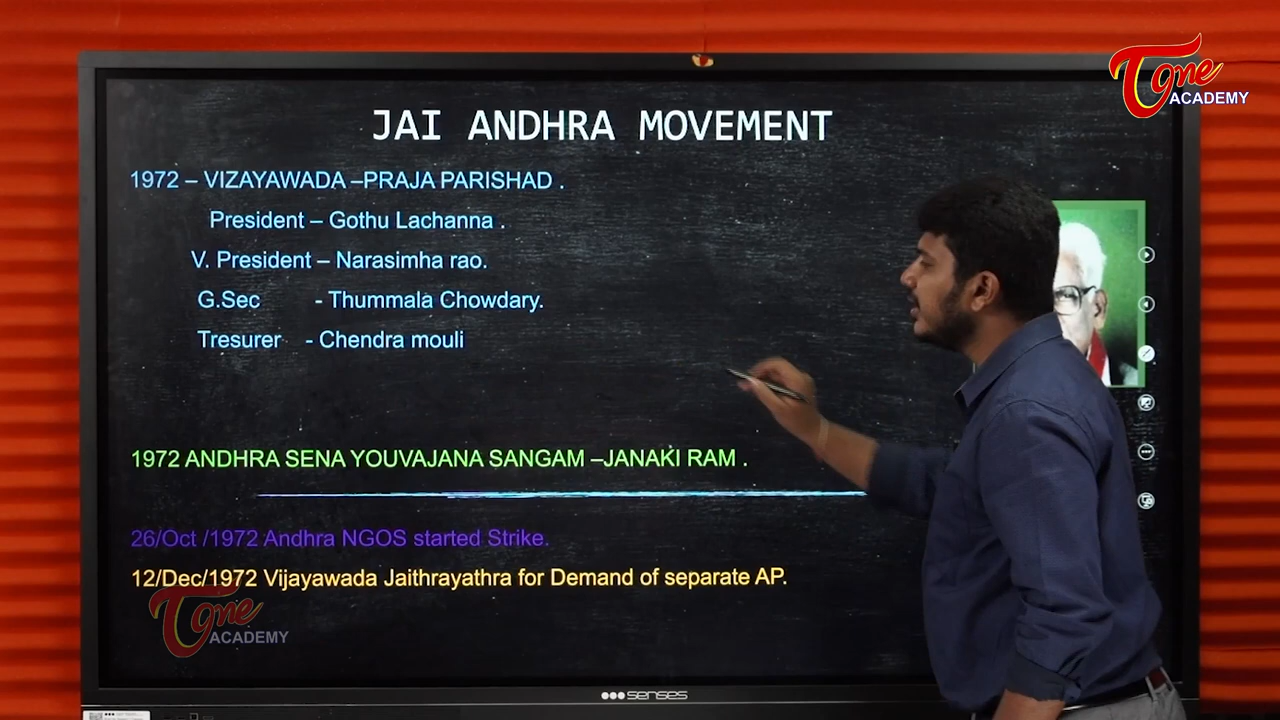 Tone
ACADEMY
JAI ANDHRA MOVEMENT
1972 – VIZAYAWADA –PRAJA PARISHAD .
President – Gothu Lachanna .
V. President – Narasimha rao.
G.Sec - Thummala Chowdary.
Tresurer - Chendra mouli
1972 ANDHRA SENA YOUVAJANA SANGAM –JANAKI RAM .
26/Oct /1972 Andhra NGOS started Strike.
12/Dec/1972 Vijayawada Jaithrayathra for Demand of separate AP.
Tone
ACADEMY
senses